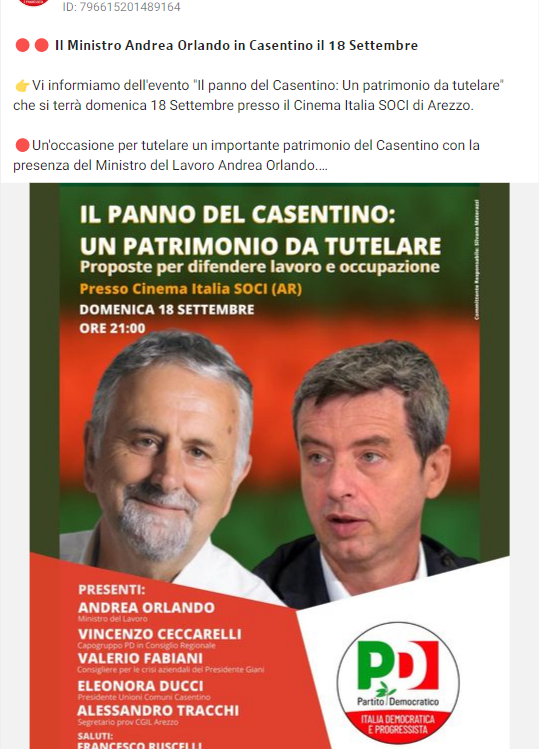 ID: 796615201489164
🔴 🔴 Il Ministro Andrea Orlando in Casentino il 18 Settembre
👉Vi informiamo dell'evento "Il panno del Casentino: Un patrimonio da tutelare"
che si terrà domenica 18 Settembre presso il Cinema Italia SOCI di Arezzo.
🔴Un'occasione per tutelare un importante patrimonio del Casentino con la
presenza del Ministro del Lavoro Andrea Orlando....
IL PANNO DEL CASENTINO:
UN PATRIMONIO DA TUTELARE
Proposte per difendere lavoro e occupazione
Presso Cinema Italia SOCI (AR)
DOMENICA 18 SETTEMBRE
ORE 21:00
Committente Responsabile: Silvano Materazzi
PRESENTI:
ANDREA ORLANDO
Ministro del Lavoro
VINCENZO CECCARELLI
Capogruppo PD in Consiglio Regionale
VALERIO FABIANI
Consigliere per le crisi aziendali del Presidente Giani
ELEONORA DUCCI
Presidente Unioni Comuni Casentino
ALESSANDRO TRACCHI
Segretario prov CGIL Arezzo
SALUTI:
FRANCESCO RUSCELLI
PD
Partito Democratico
ITALIA DEMOCRATICA
E PROGRESSISTA